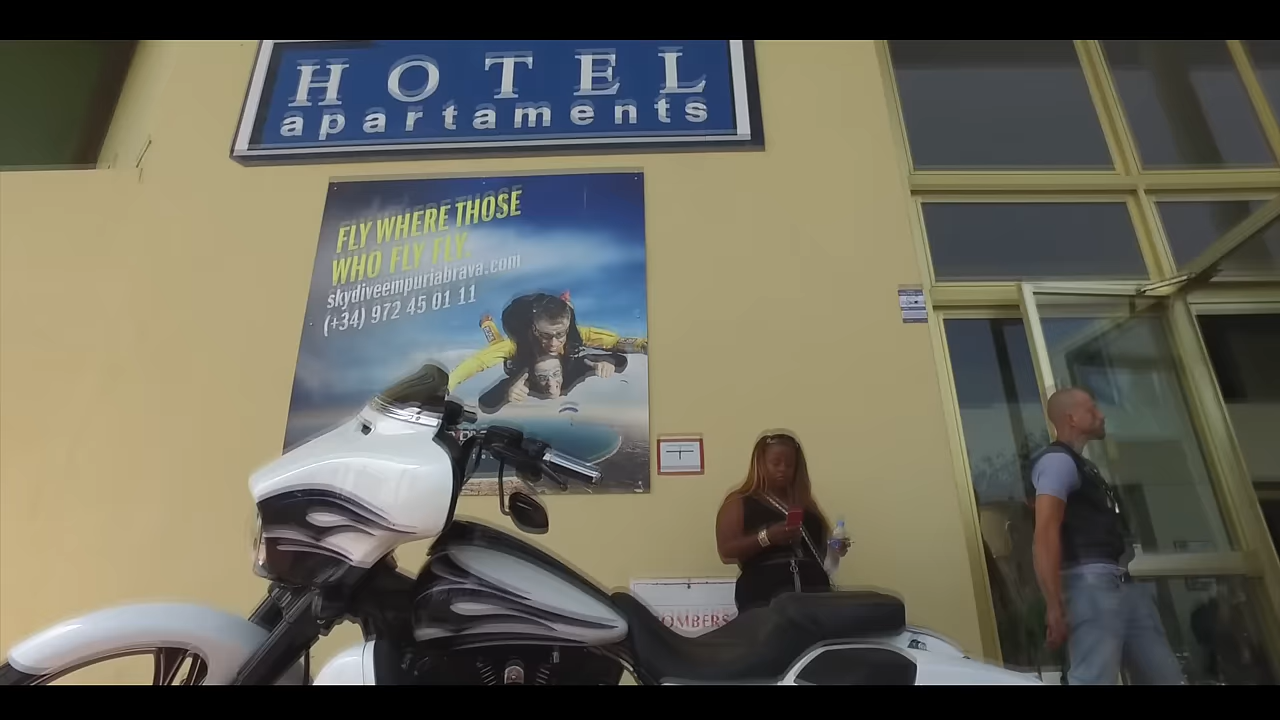 HOTEL
apartaments
FLY WHERE THOSE
WHO FLY FLY.
skydiveempuriabrava.com
(+34) 972 45 01 11
OMBERS